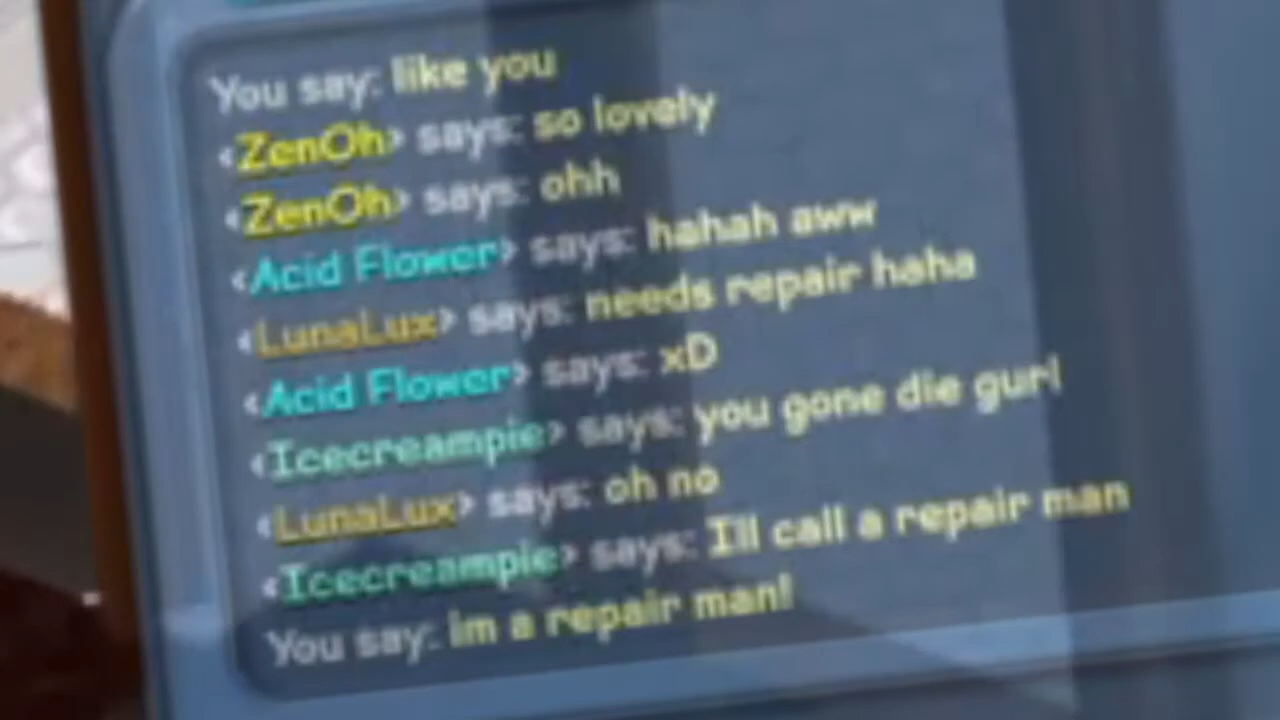 You say: like you
<ZenOh> says: so lovely
<ZenOh> says: ohh
<Acid Flower> says: hahah aww
<LunaLux> says: needs repair haha
<Acid Flower> says: xD
<Icecreampie> says: you gone die gurl
<LunaLux> says: oh no
<Icecreampie> says: Ill call a repair man
You say: im a repair man!